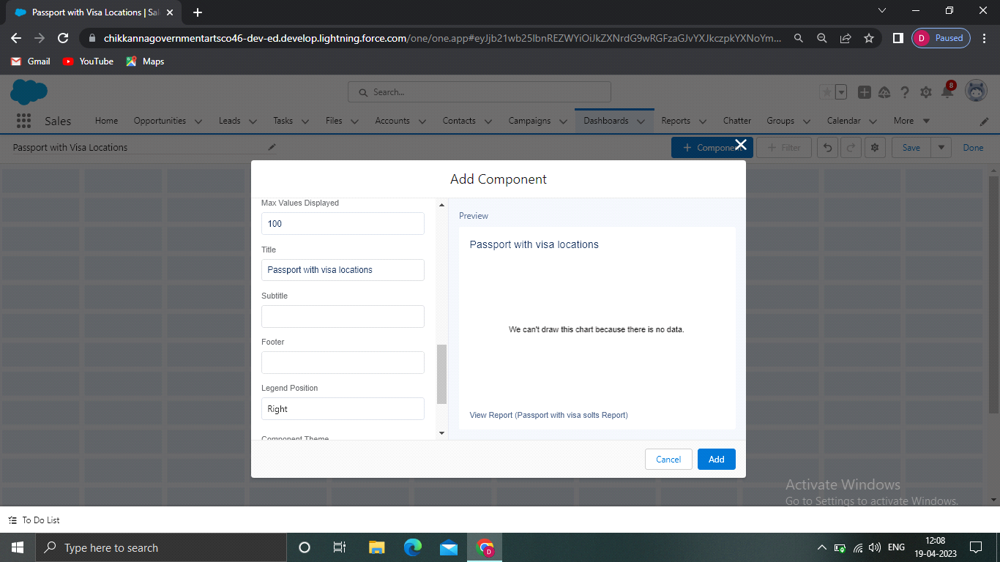 Passport with Visa Locations | Sal
chikkannagovernmentartsco46-dev-ed.develop.lightning.force.com/one/one.app#eyJjb21wb25lbnREZWYiOiJkZXNrdG9wRGFzaGJvYXJkczpkYXNoYm...
D Paused
Gmail YouTube Maps
Search...
8
Sales Home Opportunities Leads Tasks Files Accounts Contacts Campaigns Dashboards Reports Chatter Groups Calendar More
Passport with Visa Locations
+ Component + Filter Save Done
Add Component
Max Values Displayed
100
Title
Passport with visa locations
Subtitle
Footer
Legend Position
Right
Component Theme
Preview
Passport with visa locations
We can't draw this chart because there is no data.
View Report (Passport with visa solts Report)
Cancel Add
Activate Windows
Go to Settings to activate Windows.
To Do List
Type here to search
D
ENG
12:08
19-04-2023